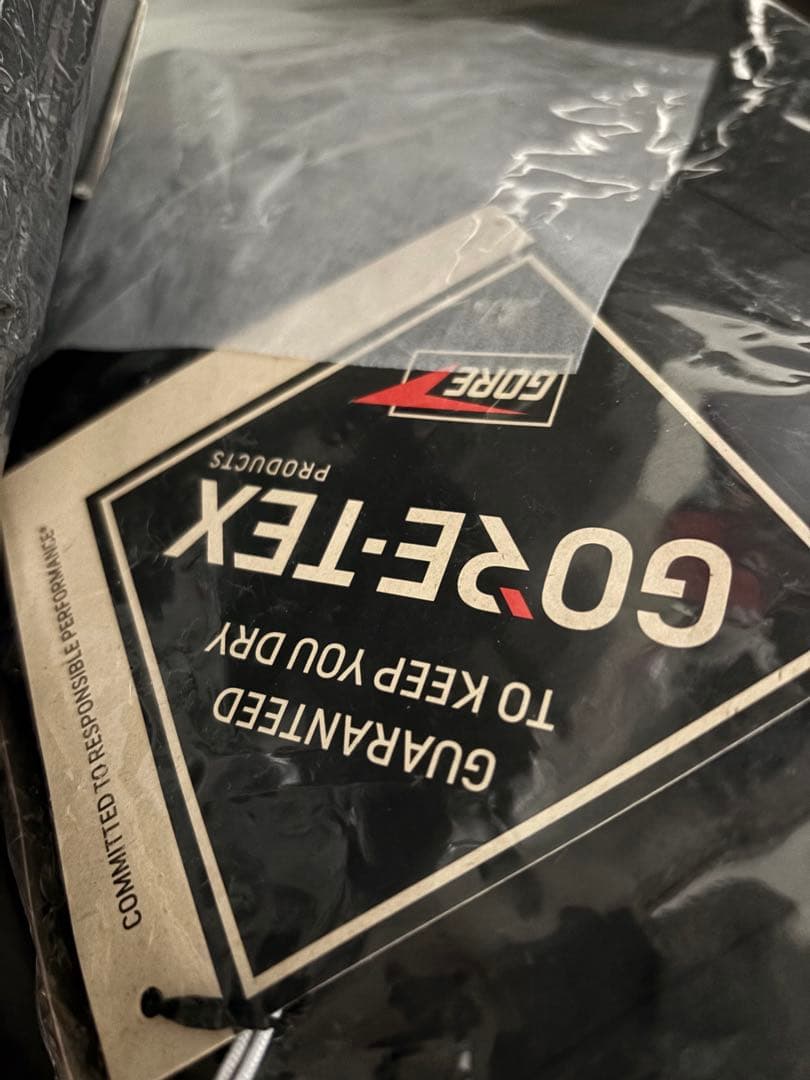 GUARANTEED
TO KEEP YOU DRY
GORE-TEX
PRODUCTS
GORE
COMMITTED TO RESPONSIBLE PERFORMANCE*